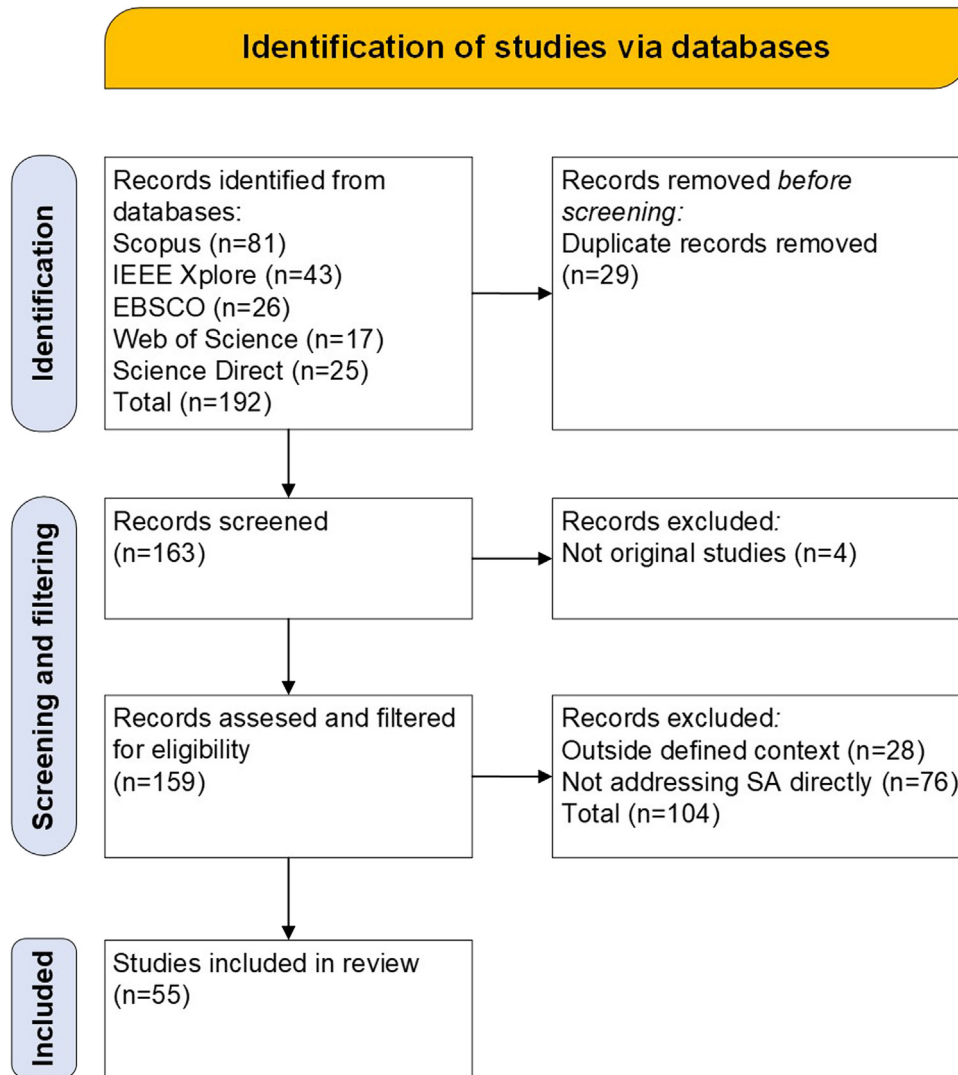 Identification of studies via databases
Identification
Records identified from
databases:
Scopus (n=81)
IEEE Xplore (n=43)
EBSCO (n=26)
Web of Science (n=17)
Science Direct (n=25)
Total (n=192)
Records removed before
screening:
Duplicate records removed
(n=29)
Screening and filtering
Records screened
(n=163)
Records excluded:
Not original studies (n=4)
Records assesed and filtered
for eligibility
(n=159)
Records excluded:
Outside defined context (n=28)
Not addressing SA directly (n=76)
Total (n=104)
Included
Studies included in review
(n=55)